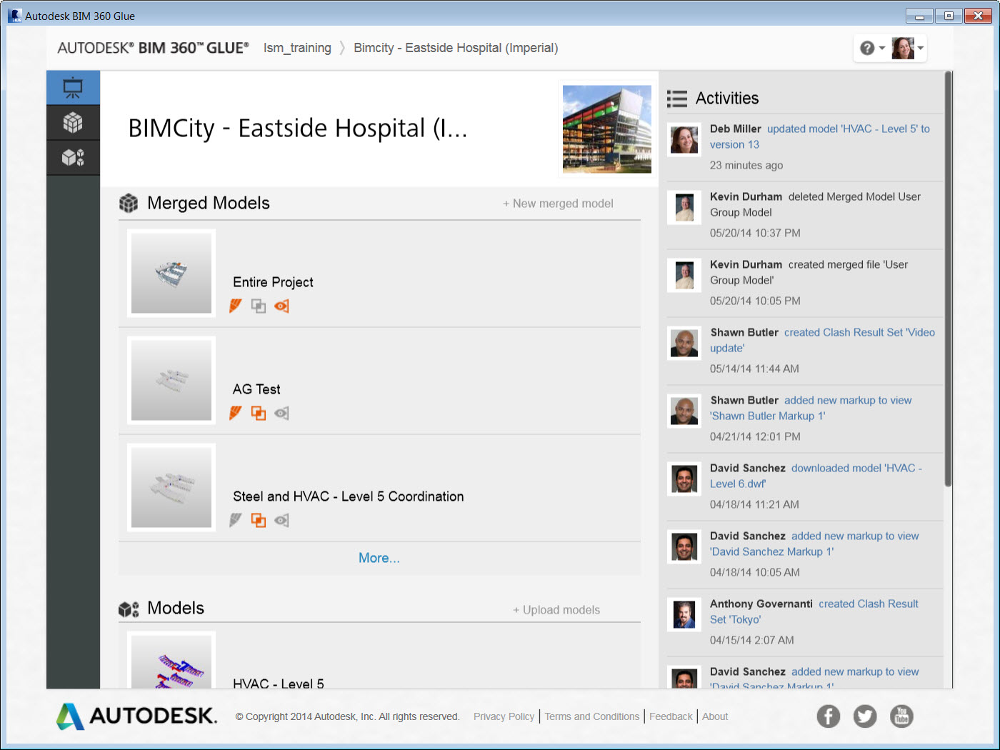 Autodesk BIM 360 Glue
AUTODESK® BIM 360™ GLUE®
lsm_training
Bimcity - Eastside Hospital (Imperial)
BIMCity - Eastside Hospital (I...
Merged Models
+ New merged model
Entire Project
AG Test
Steel and HVAC - Level 5 Coordination
More...
Models
+ Upload models
HVAC - Level 5
Activities
Deb Miller updated model 'HVAC - Level 5' to
version 13
23 minutes ago
Kevin Durham deleted Merged Model User
Group Model
05/20/14 10:37 PM
Kevin Durham created merged file 'User
Group Model'
05/20/14 10:05 PM
Shawn Butler created Clash Result Set 'Video
update'
05/14/14 11:44 AM
Shawn Butler added new markup to view
'Shawn Butler Markup 1'
04/21/14 12:01 PM
David Sanchez downloaded model 'HVAC -
Level 6.dwf'
04/18/14 11:21 AM
David Sanchez added new markup to view
'David Sanchez Markup 1'
04/18/14 10:05 AM
Anthony Governanti created Clash Result
Set 'Tokyo'
04/15/14 2:07 AM
David Sanchez added new markup to view
'David Sanchez Markup 1'
AUTODESK.
© Copyright 2014 Autodesk, Inc. All rights reserved.
Privacy Policy | Terms and Conditions | Feedback | About
You
Tube